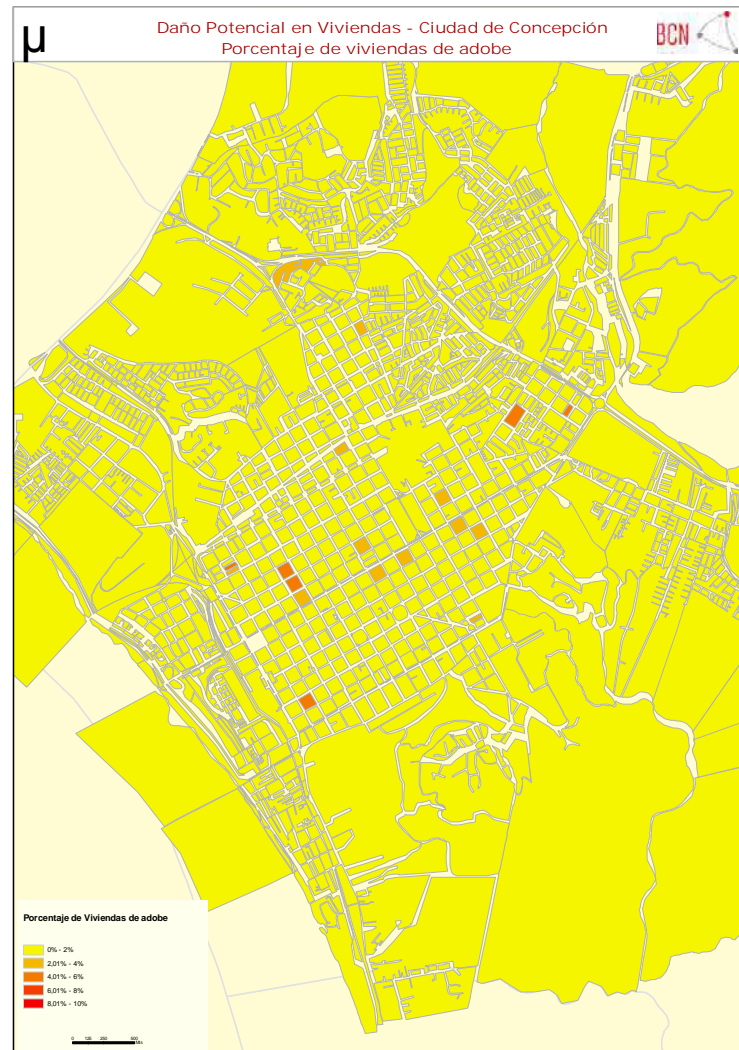 µ
Daño Potencial en Viviendas - Ciudad de Concepción
Porcentaje de viviendas de adobe
BCN
Porcentaje de Viviendas de adobe
0% - 2%
2,01% - 4%
4,01% - 6%
6,01% - 8%
8,01% - 10%
0 125 250 500
Mts.